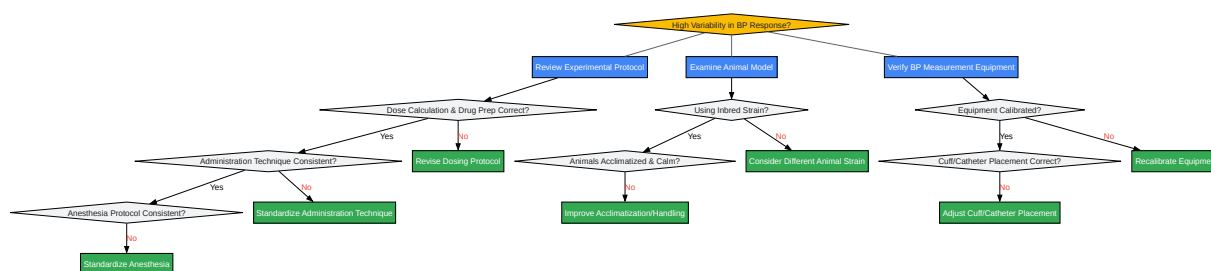 High Variability in BP Response?
Review Experimental Protocol
Examine Animal Model
Verify BP Measurement Equipment
Dose Calculation & Drug Prep Correct?
Using Inbred Strain?
Equipment Calibrated?
Yes
No
Yes
No
Yes
No
Administration Technique Consistent?
Revise Dosing Protocol
Animals Acclimatized & Calm?
Consider Different Animal Strain
Cuff/Catheter Placement Correct?
Recalibrate Equipme
Yes
No
No
No
Anesthesia Protocol Consistent?
Standardize Administration Technique
Improve Acclimatization/Handling
Adjust Cuff/Catheter Placement
No
Standardize Anesthesia